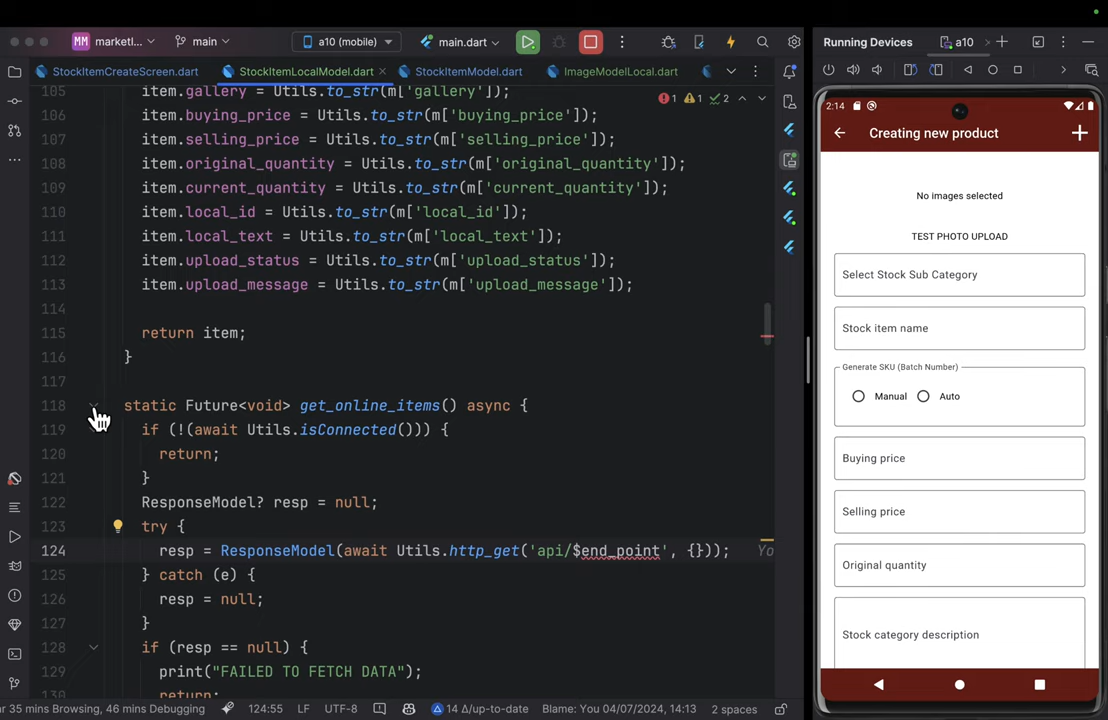 MM marketl... main a10 (mobile) main.dart
StockItemCreateScreen.dart StockItemLocalModel.dart StockItemModel.dart ImageModelLocal.dart
1 1 2
105 item.gallery = Utils.to_str(m['gallery']);
106 item.buying_price = Utils.to_str(m['buying_price']);
107 item.selling_price = Utils.to_str(m['selling_price']);
108 item.original_quantity = Utils.to_str(m['original_quantity']);
109 item.current_quantity = Utils.to_str(m['current_quantity']);
110 item.local_id = Utils.to_str(m['local_id']);
111 item.local_text = Utils.to_str(m['local_text']);
112 item.upload_status = Utils.to_str(m['upload_status']);
113 item.upload_message = Utils.to_str(m['upload_message']);
114
115 return item;
116 }
117
118 static Future<void> get_online_items() async {
119 if (!(await Utils.isConnected())) {
120 return;
121 }
122 ResponseModel? resp = null;
123 try {
124 resp = ResponseModel(await Utils.http_get('api/$end_point', {})); Yo
125 } catch (e) {
126 resp = null;
127 }
128 if (resp == null) {
129 print("FAILED TO FETCH DATA");
130 return;
ar 35 mins Browsing, 46 mins Debugging 124:55 LF UTF-8 14 Δ/up-to-date Blame: You 04/07/2024, 14:13 2 spaces
Running Devices a10
2:14
Creating new product
No images selected
TEST PHOTO UPLOAD
Select Stock Sub Category
Stock item name
Generate SKU (Batch Number)
Manual Auto
Buying price
Selling price
Original quantity
Stock category description